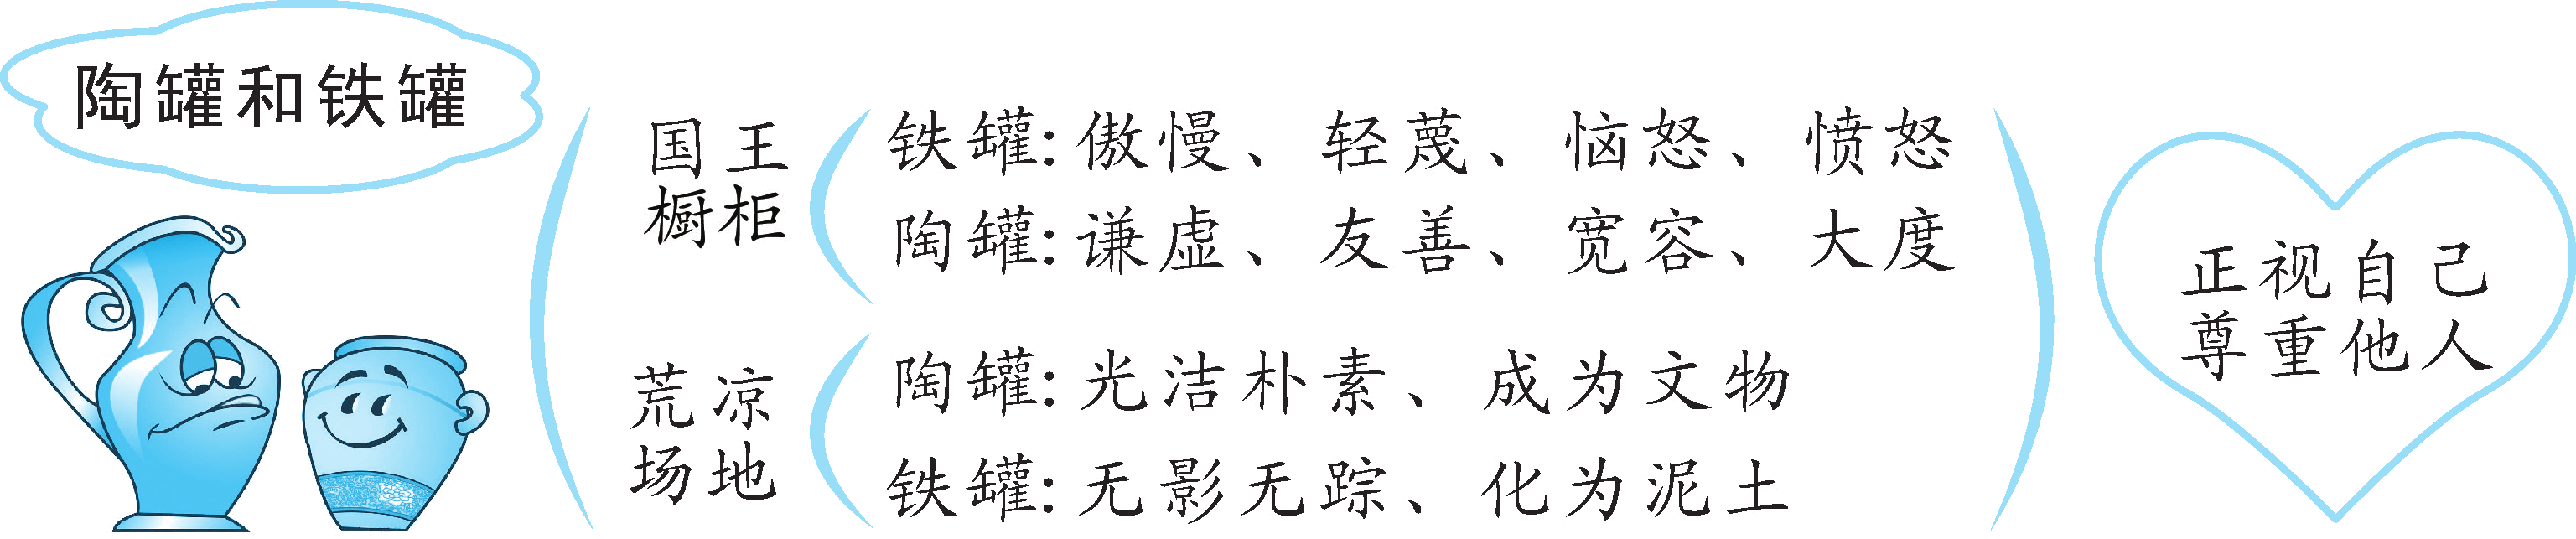 陶罐和铁罐
国王
橱柜
铁罐:傲慢、轻蔑、恼怒、愤怒
陶罐:谦虚、友善、宽容、大度
荒凉
场地
陶罐:光洁朴素、成为文物
铁罐:无影无踪、化为泥土
正视自己
尊重他人